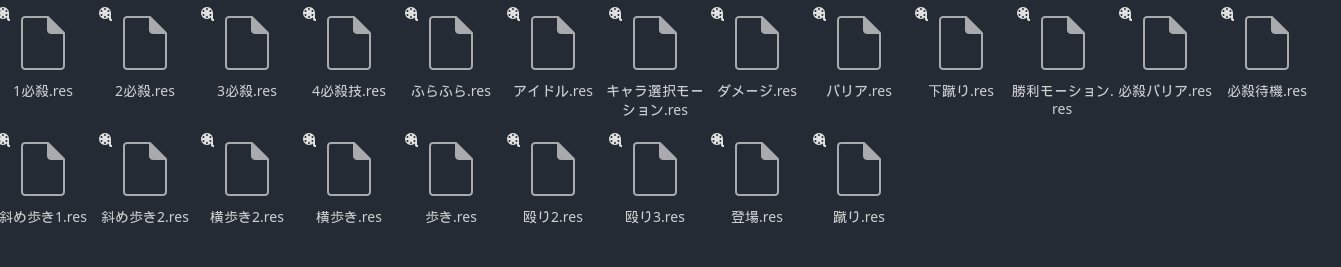 1必殺.res
2必殺.res
3必殺.res
4必殺技.res
ふらふら.res
アイドル.res
キャラ選択モー
ション.res
ダメージ.res
バリア.res
下蹴り.res
勝利モーション.
res
必殺バリア.res
必殺待機.res
斜め歩き1.res
斜め歩き2.res
横歩き2.res
横歩き.res
歩き.res
殴り2.res
殴り3.res
登場.res
蹴り.res